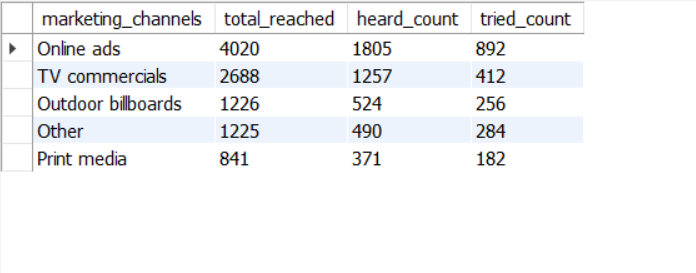 marketing_channels total_reached heard_count tried_count
Online ads 4020 1805 892
TV commercials 2688 1257 412
Outdoor billboards 1226 524 256
Other 1225 490 284
Print media 841 371 182